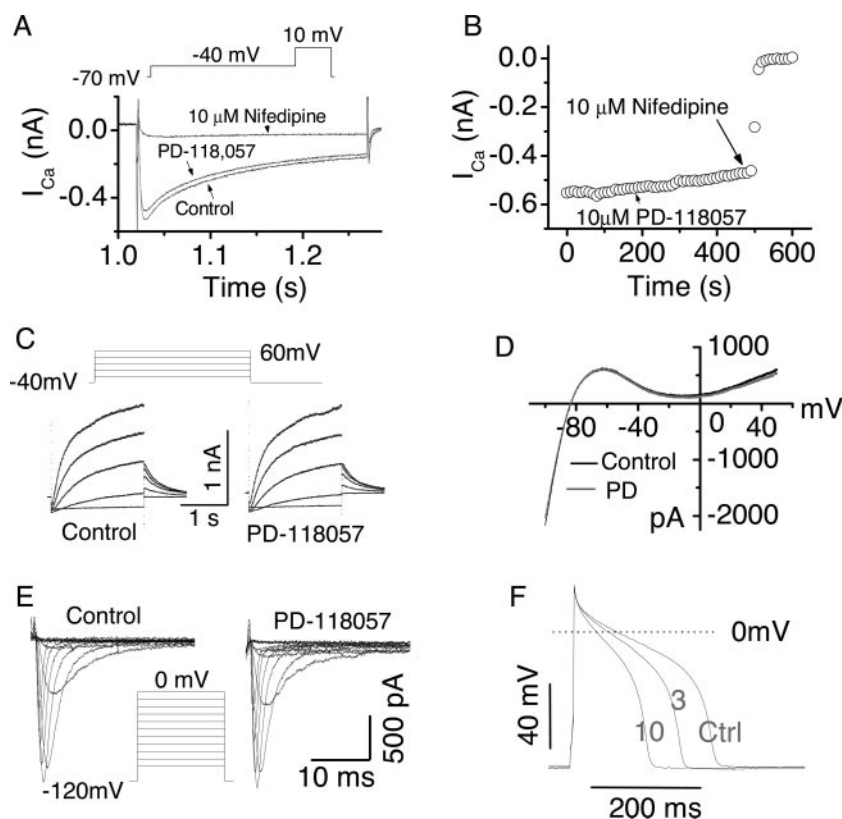 A
10 mV
-40 mV
-70 mV
10 μM Nifedipine
PD-118,057
Control
0.0
-0.4
I_Ca (nA)
1.0 1.1 1.2
Time (s)
B
0.0
-0.2
-0.4
-0.6
I_Ca (nA)
10 μM Nifedipine
10μM PD-118057
0 200 400 600
Time (s)
C
60mV
-40mV
1 nA
1 s
Control
PD-118057
D
1000
mV
-80 -40 0 40
Control
PD
-1000
pA
-2000
E
Control
PD-118057
0 mV
-120mV
500 pA
10 ms
F
0mV
40 mV
10
3
Ctrl
200 ms